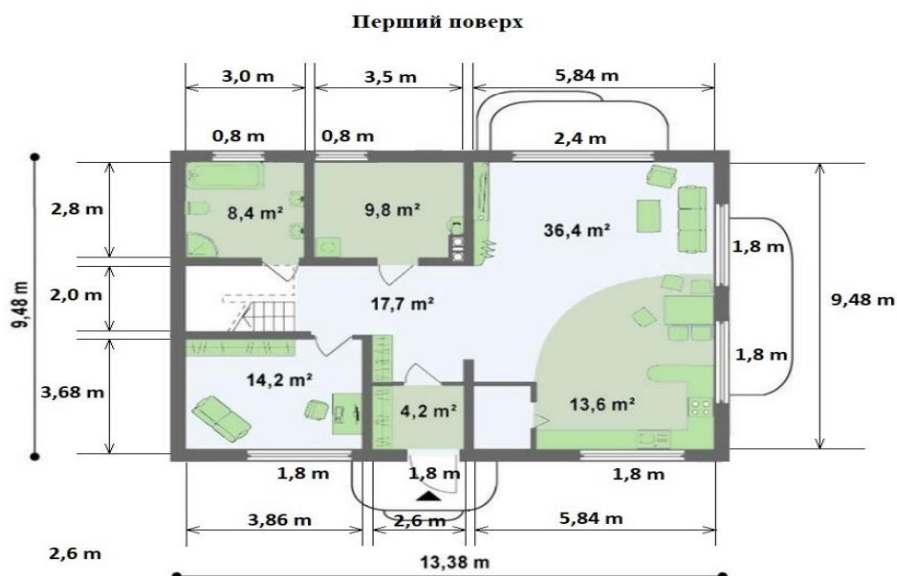 Перший поверх
3,0 m 3,5 m 5,84 m
0,8 m 0,8 m 2,4 m
2,8 m 8,4 m² 9,8 m² 36,4 m² 1,8 m
9,48 m 2,0 m 17,7 m² 9,48 m
1,8 m
3,68 m 14,2 m² 4,2 m² 13,6 m²
1,8 m 1,8 m 1,8 m
3,86 m 2,6 m 5,84 m
2,6 m 13,38 m